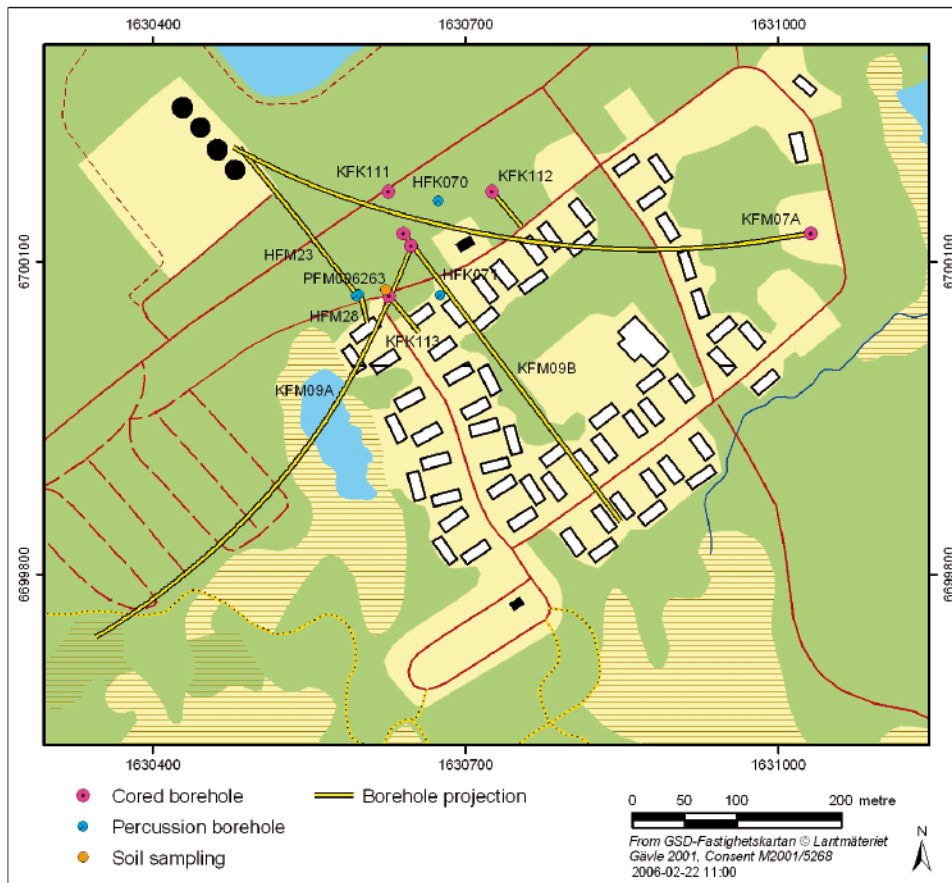 1630400
1630700
1631000
KFK111
HFK070
KFK112
KFM07A
6700100
6700100
HFM23
PFM006263
HFK071
HFM28
KFK113
KFM09B
KFM09A
6699800
6699800
1630400
1630700
1631000
Cored borehole
Borehole projection
Percussion borehole
Soil sampling
0 50 100 200 metre
From GSD-Fastighetskartan © Lantmäteriet
Gävle 2001, Consent M2001/5268
2006-02-22 11:00
N